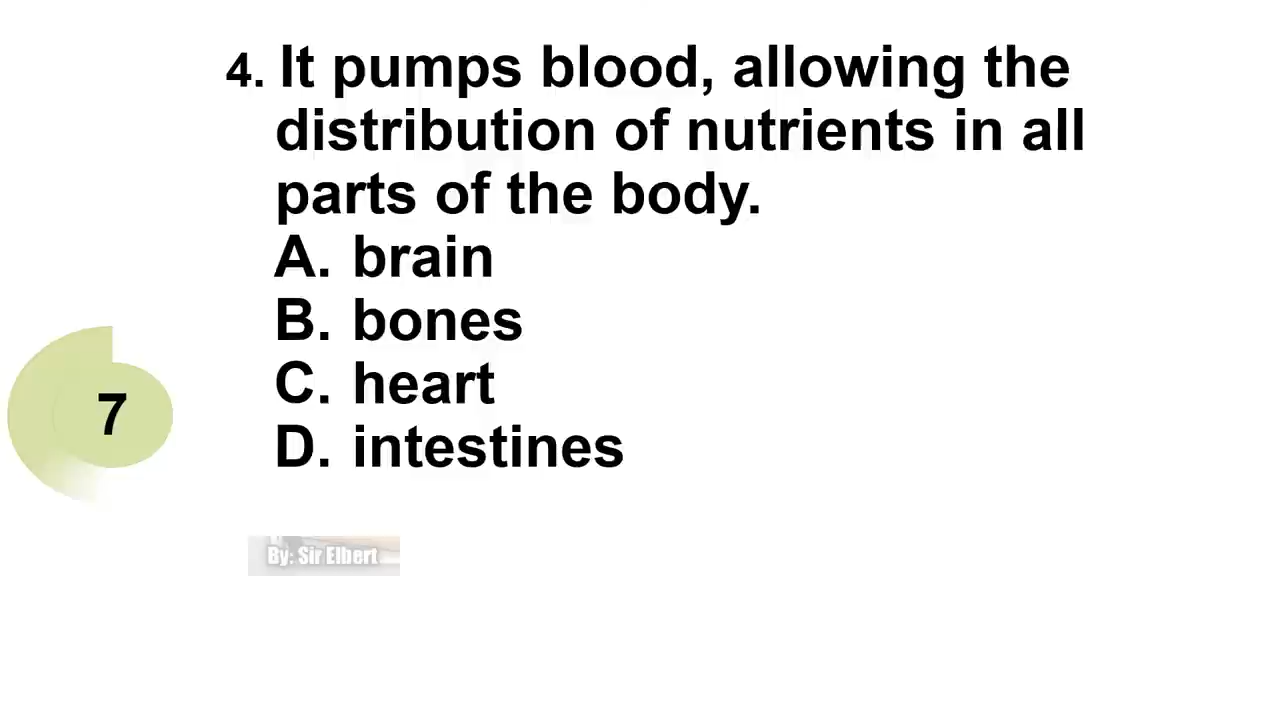 4. It pumps blood, allowing the
distribution of nutrients in all
parts of the body.
A. brain
B. bones
C. heart
D. intestines
7
By: Sir Elbert